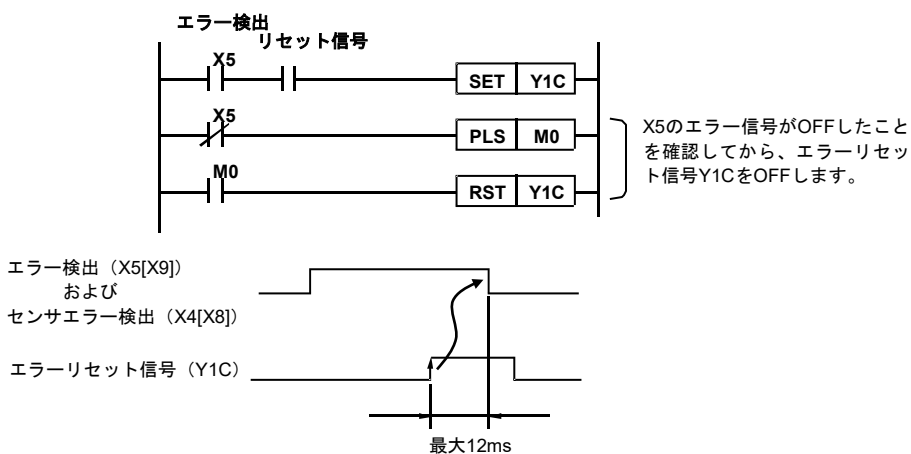 エラー検出
リセット信号
X5
SET Y1C
X5
PLS M0
M0
RST Y1C
X5のエラー信号がOFFしたこと
を確認してから、エラーリセッ
ト信号Y1CをOFFします。
エラー検出（X5[X9]）
および
センサエラー検出（X4[X8]）
エラーリセット信号（Y1C）
最大12ms